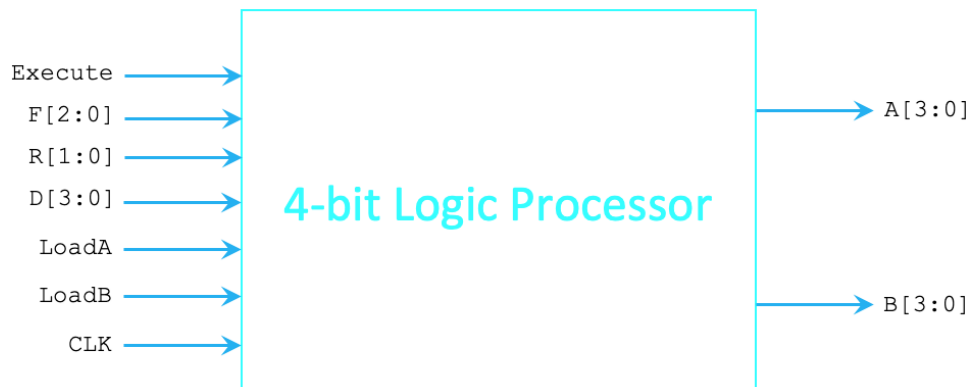 Execute
F[2:0]
R[1:0]
D[3:0]
LoadA
LoadB
CLK
4-bit Logic Processor
A[3:0]
B[3:0]